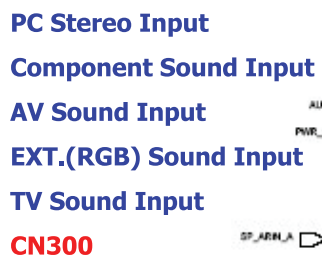 PC Stereo Input
Component Sound Input
AV Sound Input
EXT.(RGB) Sound Input
TV Sound Input
CN300